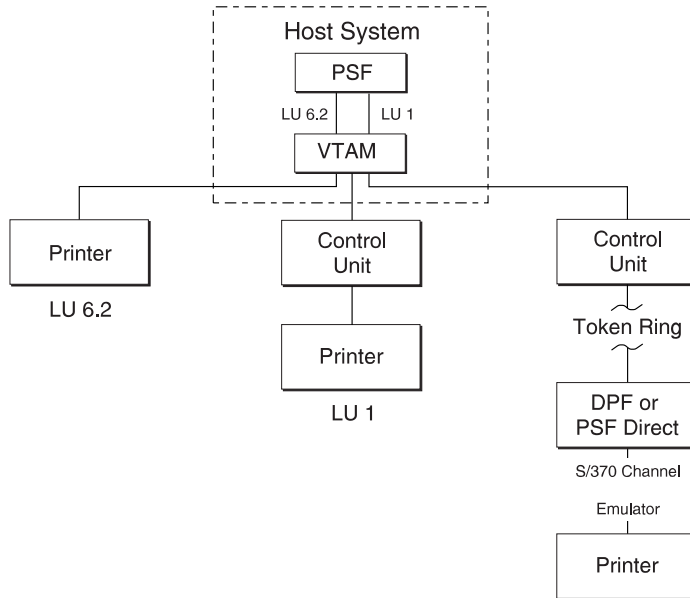 Host System
PSF
LU 6.2
LU 1
VTAM
Printer
LU 6.2
Control
Unit
Printer
LU 1
Control
Unit
Token Ring
DPF or
PSF Direct
S/370 Channel
Emulator
Printer